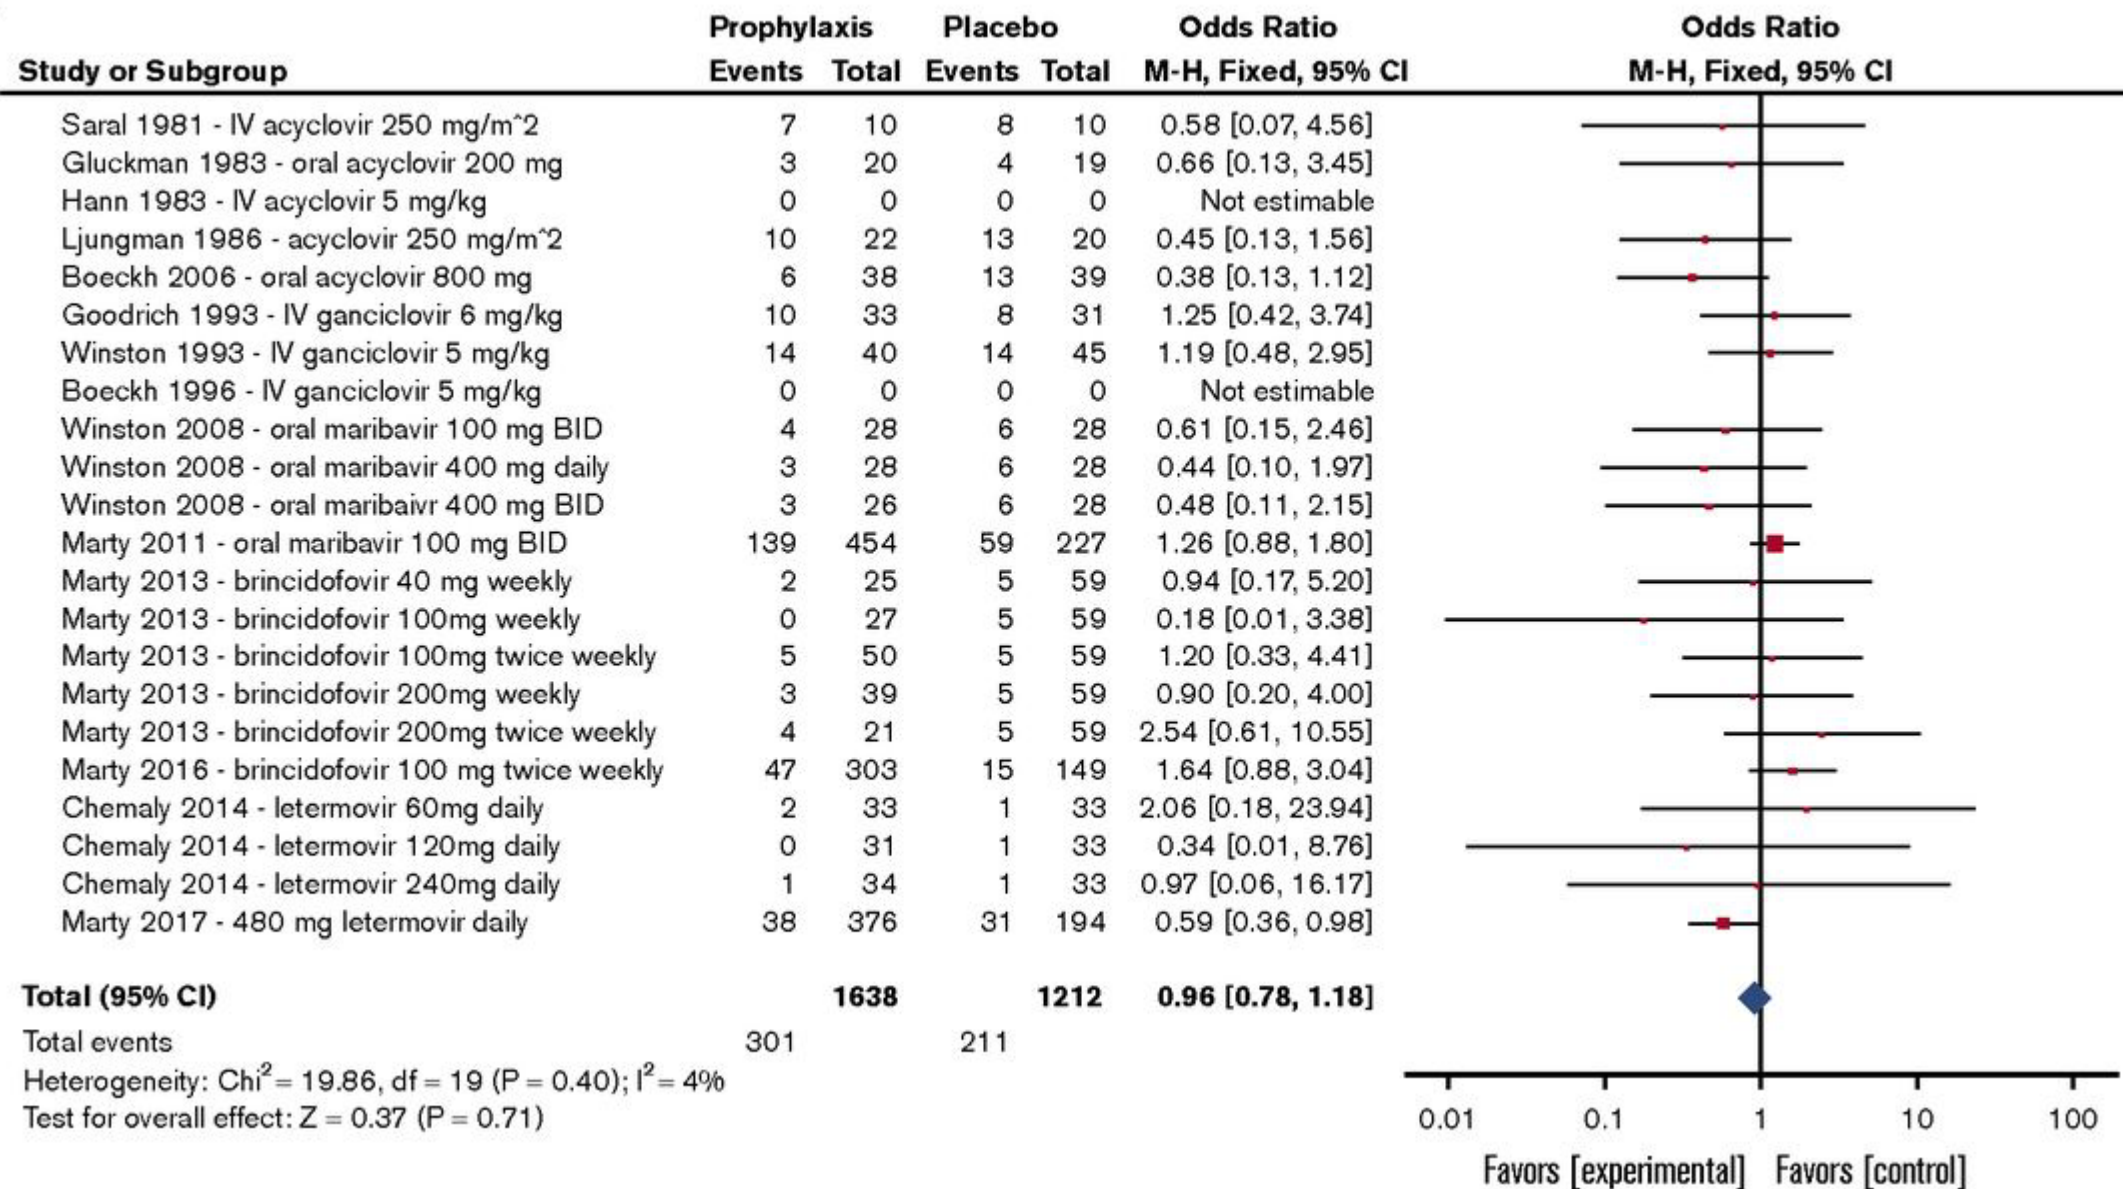 Prophylaxis Placebo Odds Ratio Odds Ratio
Study or Subgroup Events Total Events Total M-H, Fixed, 95% CI M-H, Fixed, 95% CI
Saral 1981 - IV acyclovir 250 mg/m^2 7 10 8 10 0.58 [0.07, 4.56]
Gluckman 1983 - oral acyclovir 200 mg 3 20 4 19 0.66 [0.13, 3.45]
Hann 1983 - IV acyclovir 5 mg/kg 0 0 0 0 Not estimable
Ljungman 1986 - acyclovir 250 mg/m^2 10 22 13 20 0.45 [0.13, 1.56]
Boeckh 2006 - oral acyclovir 800 mg 6 38 13 39 0.38 [0.13, 1.12]
Goodrich 1993 - IV ganciclovir 6 mg/kg 10 33 8 31 1.25 [0.42, 3.74]
Winston 1993 - IV ganciclovir 5 mg/kg 14 40 14 45 1.19 [0.48, 2.95]
Boeckh 1996 - IV ganciclovir 5 mg/kg 0 0 0 0 Not estimable
Winston 2008 - oral maribavir 100 mg BID 4 28 6 28 0.61 [0.15, 2.46]
Winston 2008 - oral maribavir 400 mg daily 3 28 6 28 0.44 [0.10, 1.97]
Winston 2008 - oral maribaivr 400 mg BID 3 26 6 28 0.48 [0.11, 2.15]
Marty 2011 - oral maribavir 100 mg BID 139 454 59 227 1.26 [0.88, 1.80]
Marty 2013 - brincidofovir 40 mg weekly 2 25 5 59 0.94 [0.17, 5.20]
Marty 2013 - brincidofovir 100mg weekly 0 27 5 59 0.18 [0.01, 3.38]
Marty 2013 - brincidofovir 100mg twice weekly 5 50 5 59 1.20 [0.33, 4.41]
Marty 2013 - brincidofovir 200mg weekly 3 39 5 59 0.90 [0.20, 4.00]
Marty 2013 - brincidofovir 200mg twice weekly 4 21 5 59 2.54 [0.61, 10.55]
Marty 2016 - brincidofovir 100 mg twice weekly 47 303 15 149 1.64 [0.88, 3.04]
Chemaly 2014 - letermovir 60mg daily 2 33 1 33 2.06 [0.18, 23.94]
Chemaly 2014 - letermovir 120mg daily 0 31 1 33 0.34 [0.01, 8.76]
Chemaly 2014 - letermovir 240mg daily 1 34 1 33 0.97 [0.06, 16.17]
Marty 2017 - 480 mg letermovir daily 38 376 31 194 0.59 [0.36, 0.98]
Total (95% CI) 1638 1212 0.96 [0.78, 1.18]
Total events 301 211
Heterogeneity: Chi² = 19.86, df = 19 (P = 0.40); I² = 4%
Test for overall effect: Z = 0.37 (P = 0.71)
0.01 0.1 1 10 100
Favors [experimental] Favors [control]